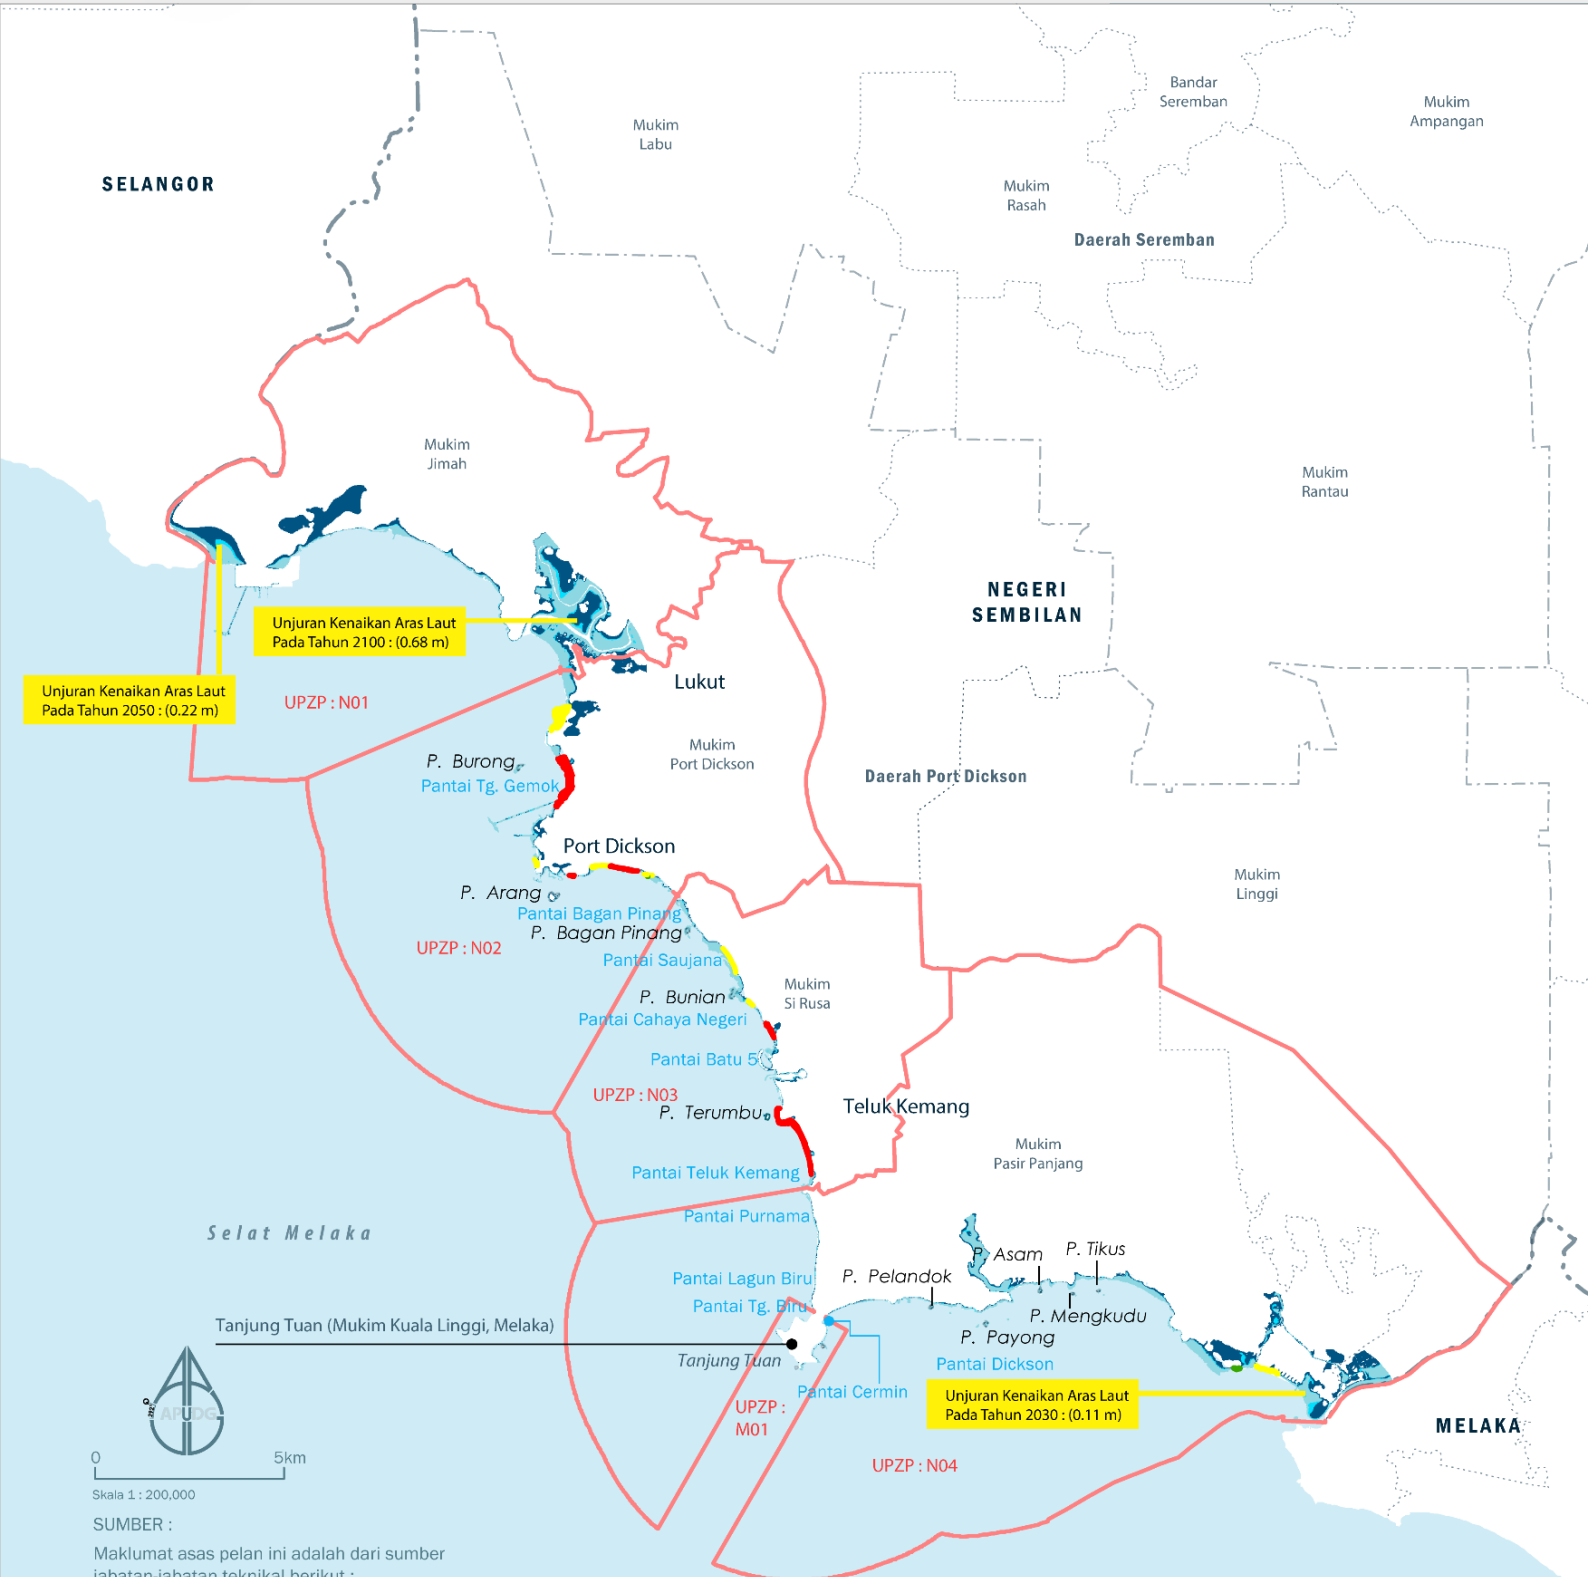 Bandar
Seremban
Mukim
Ampangan
Mukim
Labu
SELANGOR
Mukim
Rasah
Daerah Seremban
Mukim
Jimah
Mukim
Rantau
NEGERI
SEMBILAN
Unjuran Kenaikan Aras Laut
Pada Tahun 2100 : (0.68 m)
Unjuran Kenaikan Aras Laut
Pada Tahun 2050 : (0.22 m)
UPZP : N01
Lukut
Mukim
Port Dickson
P. Burong
Pantai Tg. Gemok
Daerah Port Dickson
Port Dickson
Mukim
Linggi
P. Arang
Pantai Bagan Pinang
P. Bagan Pinang
UPZP : N02
Pantai Saujana
Mukim
Si Rusa
P. Bunian
Pantai Cahaya Negeri
Pantai Batu 5
UPZP : N03
P. Terumbu
Teluk Kemang
Mukim
Pasir Panjang
Pantai Teluk Kemang
Pantai Purnama
Selat Melaka
P. Asam
P. Tikus
Pantai Lagun Biru
P. Pelandok
Pantai Tg. Biru
P. Mengkudu
Tanjung Tuan (Mukim Kuala Linggi, Melaka)
P. Payong
Tanjung Tuan
Pantai Dickson
Pantai Cermin
Unjuran Kenaikan Aras Laut
Pada Tahun 2030 : (0.11 m)
UPZP :
M01
MELAKA
APUDG
UPZP : N04
0 5km
Skala 1 : 200,000
SUMBER :
Maklumat asas pelan ini adalah dari sumber
jabatan-jabatan teknikal berikut :